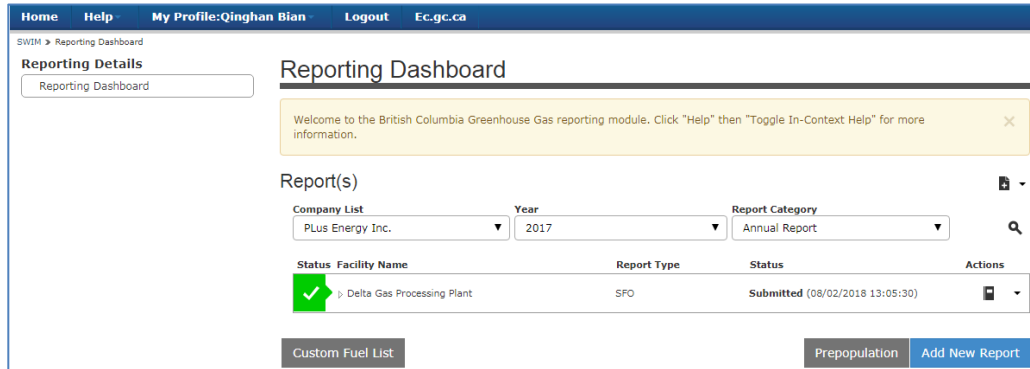 Home Help My Profile:Qinghan Bian Logout Ec.gc.ca
SWIM > Reporting Dashboard
Reporting Details
Reporting Dashboard
Reporting Dashboard
Welcome to the British Columbia Greenhouse Gas reporting module. Click "Help" then "Toggle In-Context Help" for more
information.
Report(s)
Company List Year Report Category
PLus Energy Inc. 2017 Annual Report
Status Facility Name Report Type Status Actions
Delta Gas Processing Plant SFO Submitted (08/02/2018 13:05:30)
Custom Fuel List Prepopulation Add New Report